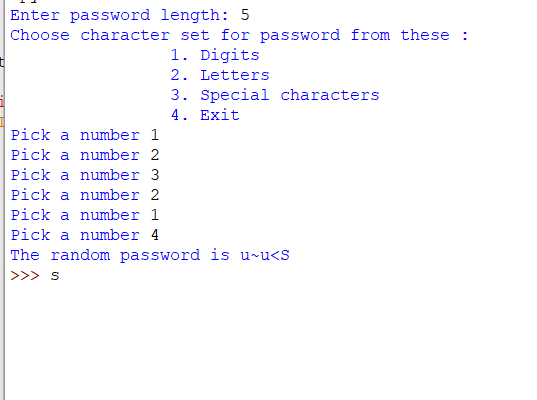 Enter password length: 5
Choose character set for password from these :
1. Digits
2. Letters
3. Special characters
4. Exit
Pick a number 1
Pick a number 2
Pick a number 3
Pick a number 2
Pick a number 1
Pick a number 4
The random password is u~u<S
>>> s